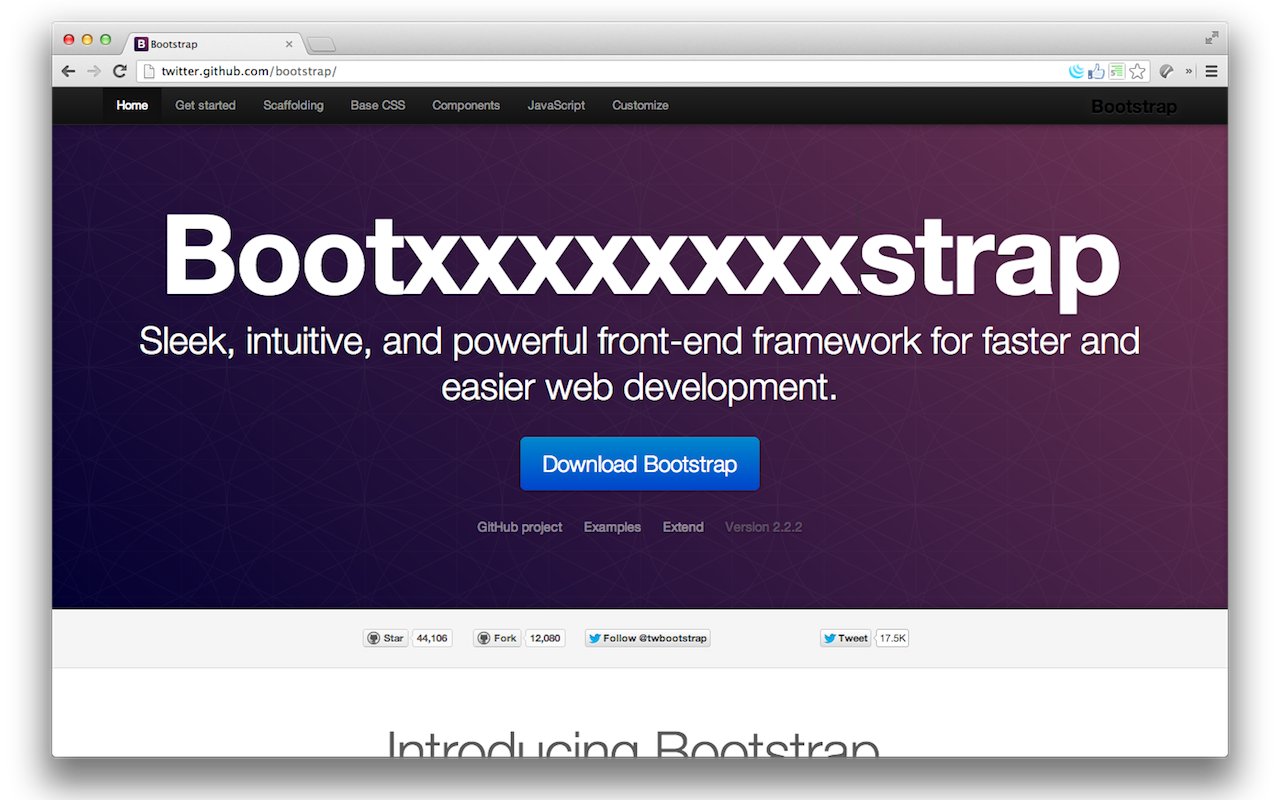 Bootstrap
twitter.github.com/bootstrap/
Home Get started Scaffolding Base CSS Components JavaScript Customize Bootstrap
Bootxxxxxxxxstrap
Sleek, intuitive, and powerful front-end framework for faster and
easier web development.
Download Bootstrap
GitHub project Examples Extend Version 2.2.2
Star 44,106 Fork 12,080 Follow @twbootstrap Tweet 17.5K
Introducing Bootstrap